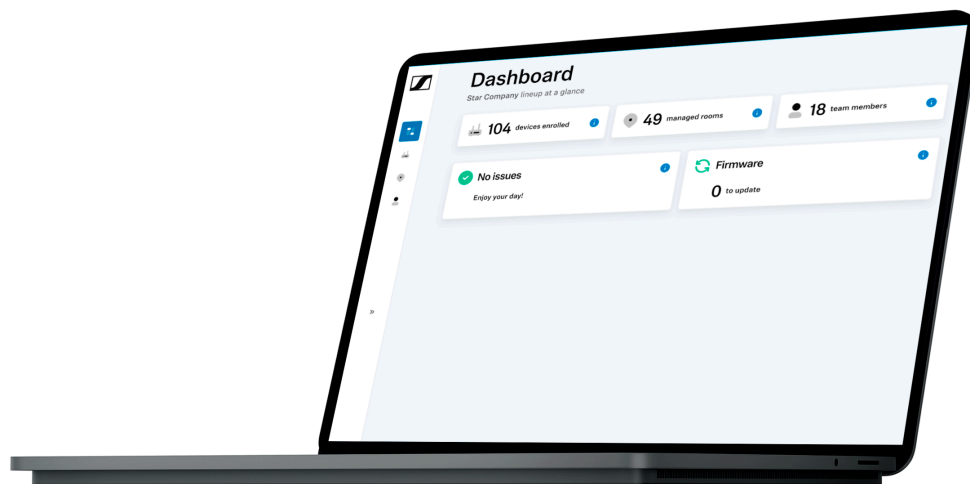 Dashboard
Star Company lineup at a glance
104 devices enrolled
49 managed rooms
18 team members
No issues
Enjoy your day!
Firmware
0 to update